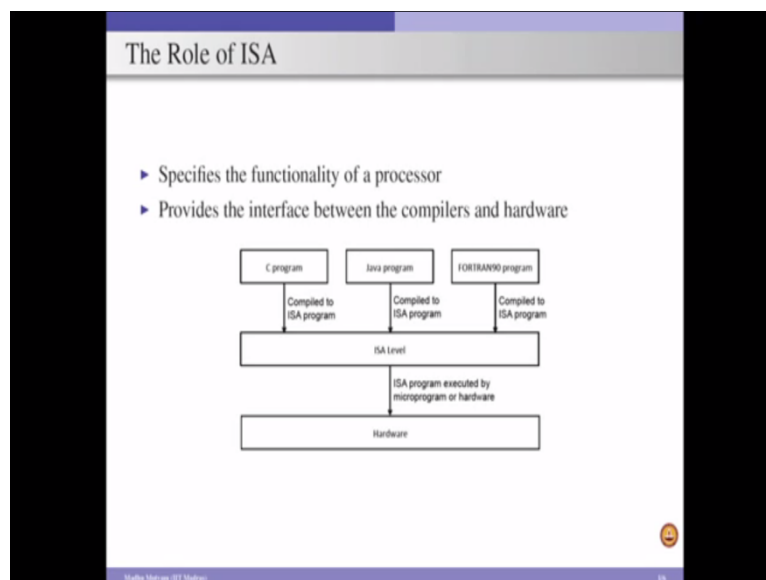 The Role of ISA
Specifies the functionality of a processor
Provides the interface between the compilers and hardware
C program
Java program
FORTRAN90 program
Compiled to
ISA program
Compiled to
ISA program
Compiled to
ISA program
ISA Level
ISA program executed by
microprogram or hardware
Hardware